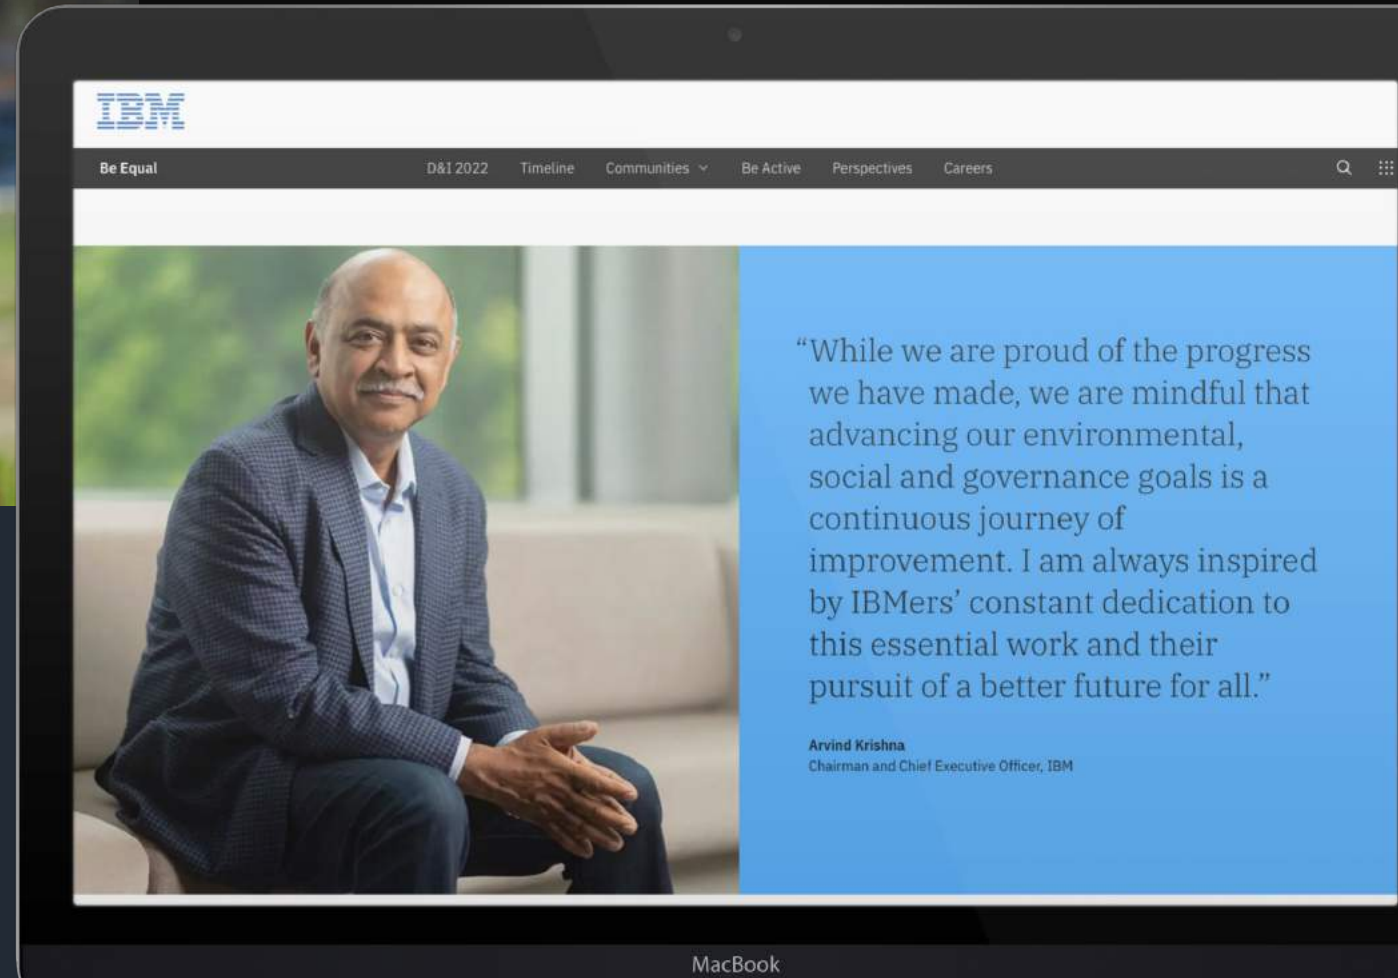 IBM
Be Equal D&I 2022 Timeline Communities Be Active Perspectives Careers
“While we are proud of the progress
we have made, we are mindful that
advancing our environmental,
social and governance goals is a
continuous journey of
improvement. I am always inspired
by IBMers’ constant dedication to
this essential work and their
pursuit of a better future for all.”
Arvind Krishna
Chairman and Chief Executive Officer, IBM
MacBook